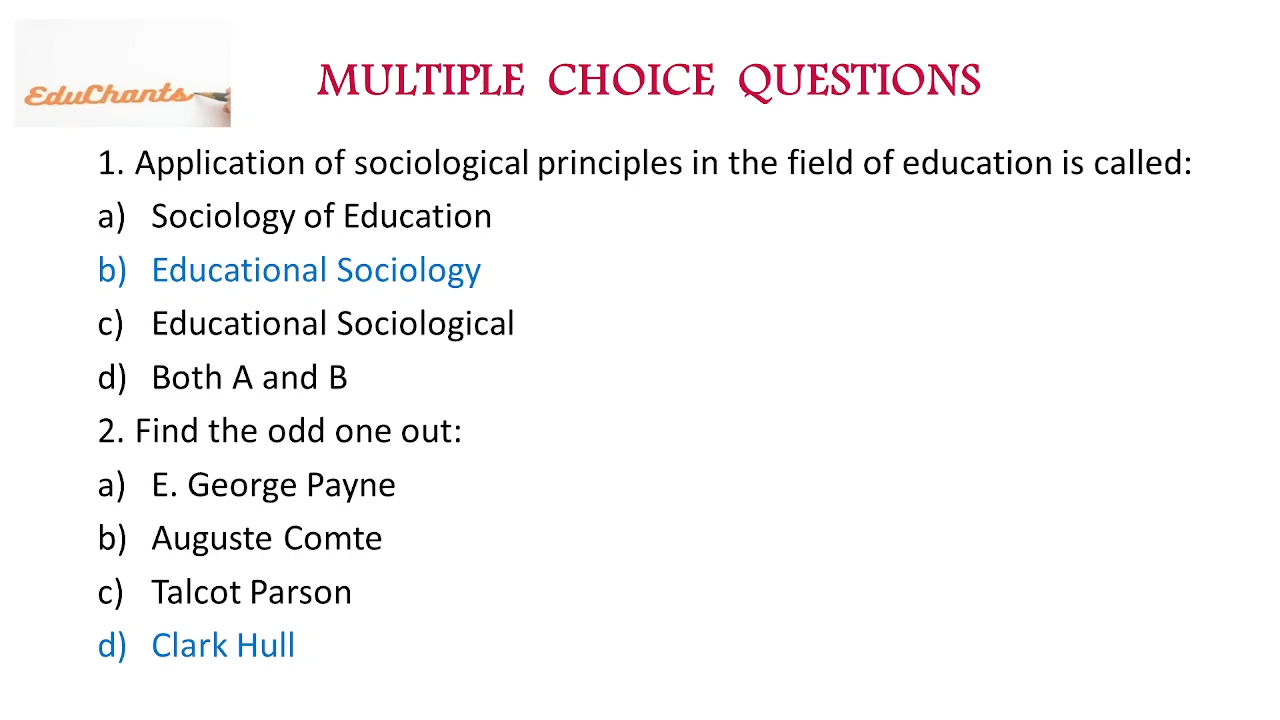 EduChants
MULTIPLE CHOICE QUESTIONS
1. Application of sociological principles in the field of education is called:
a) Sociology of Education
b) Educational Sociology
c) Educational Sociological
d) Both A and B
2. Find the odd one out:
a) E. George Payne
b) Auguste Comte
c) Talcot Parson
d) Clark Hull